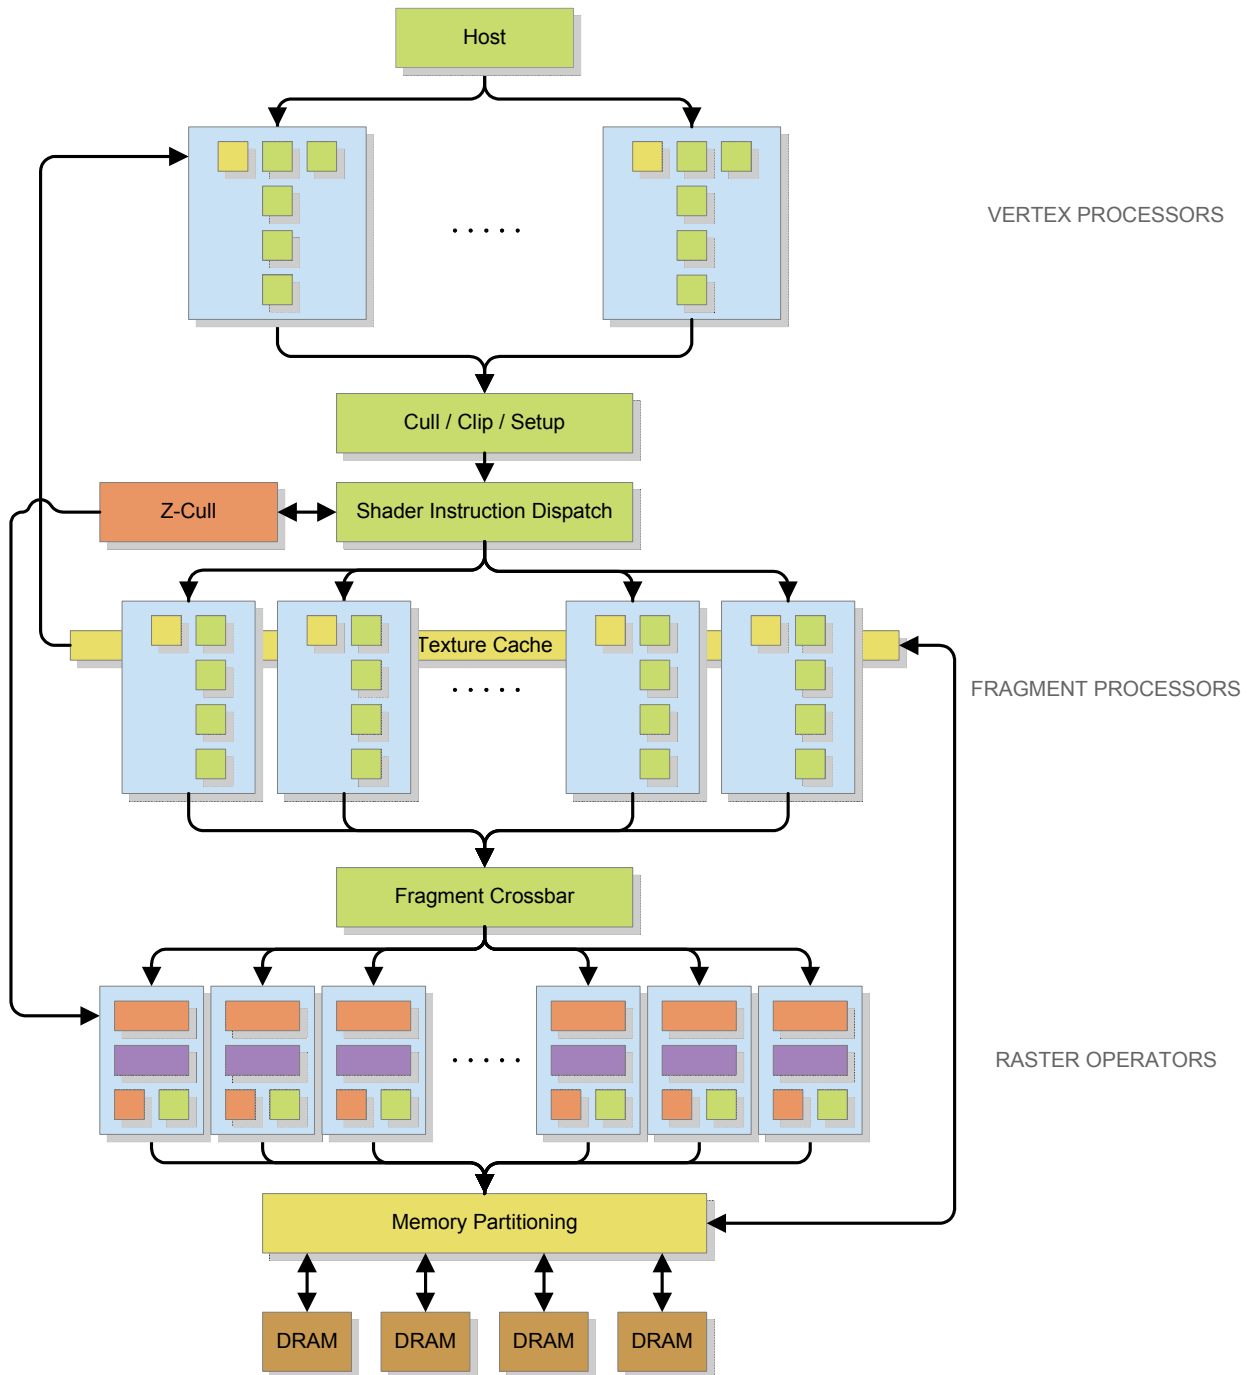 Host
VERTEX PROCESSORS
Cull / Clip / Setup
Z-Cull
Shader Instruction Dispatch
Texture Cache
FRAGMENT PROCESSORS
Fragment Crossbar
RASTER OPERATORS
Memory Partitioning
DRAM
DRAM
DRAM
DRAM